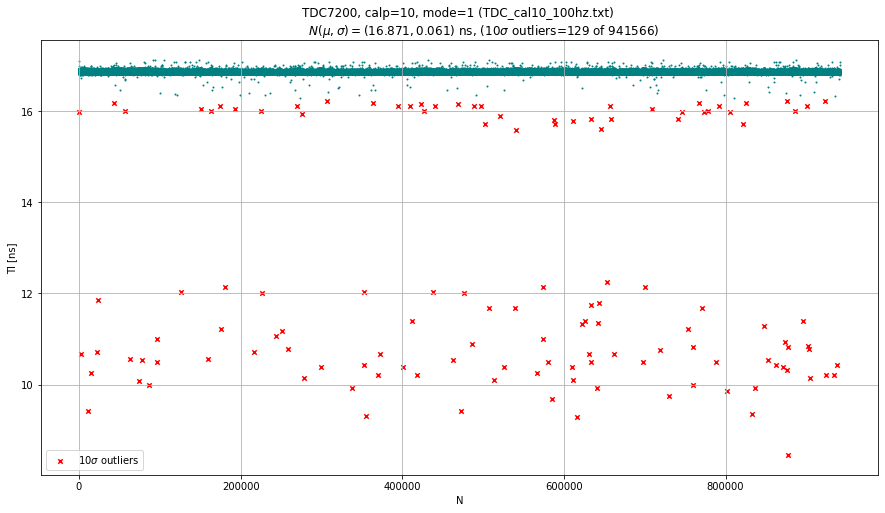 TDC7200, calp=10, mode=1 (TDC_cal10_100hz.txt)
N(μ, σ) = (16.871, 0.061) ns, (10σ outliers=129 of 941566)
TI [ns]
16
14
12
10
10σ outliers
0 200000 400000 600000 800000
N